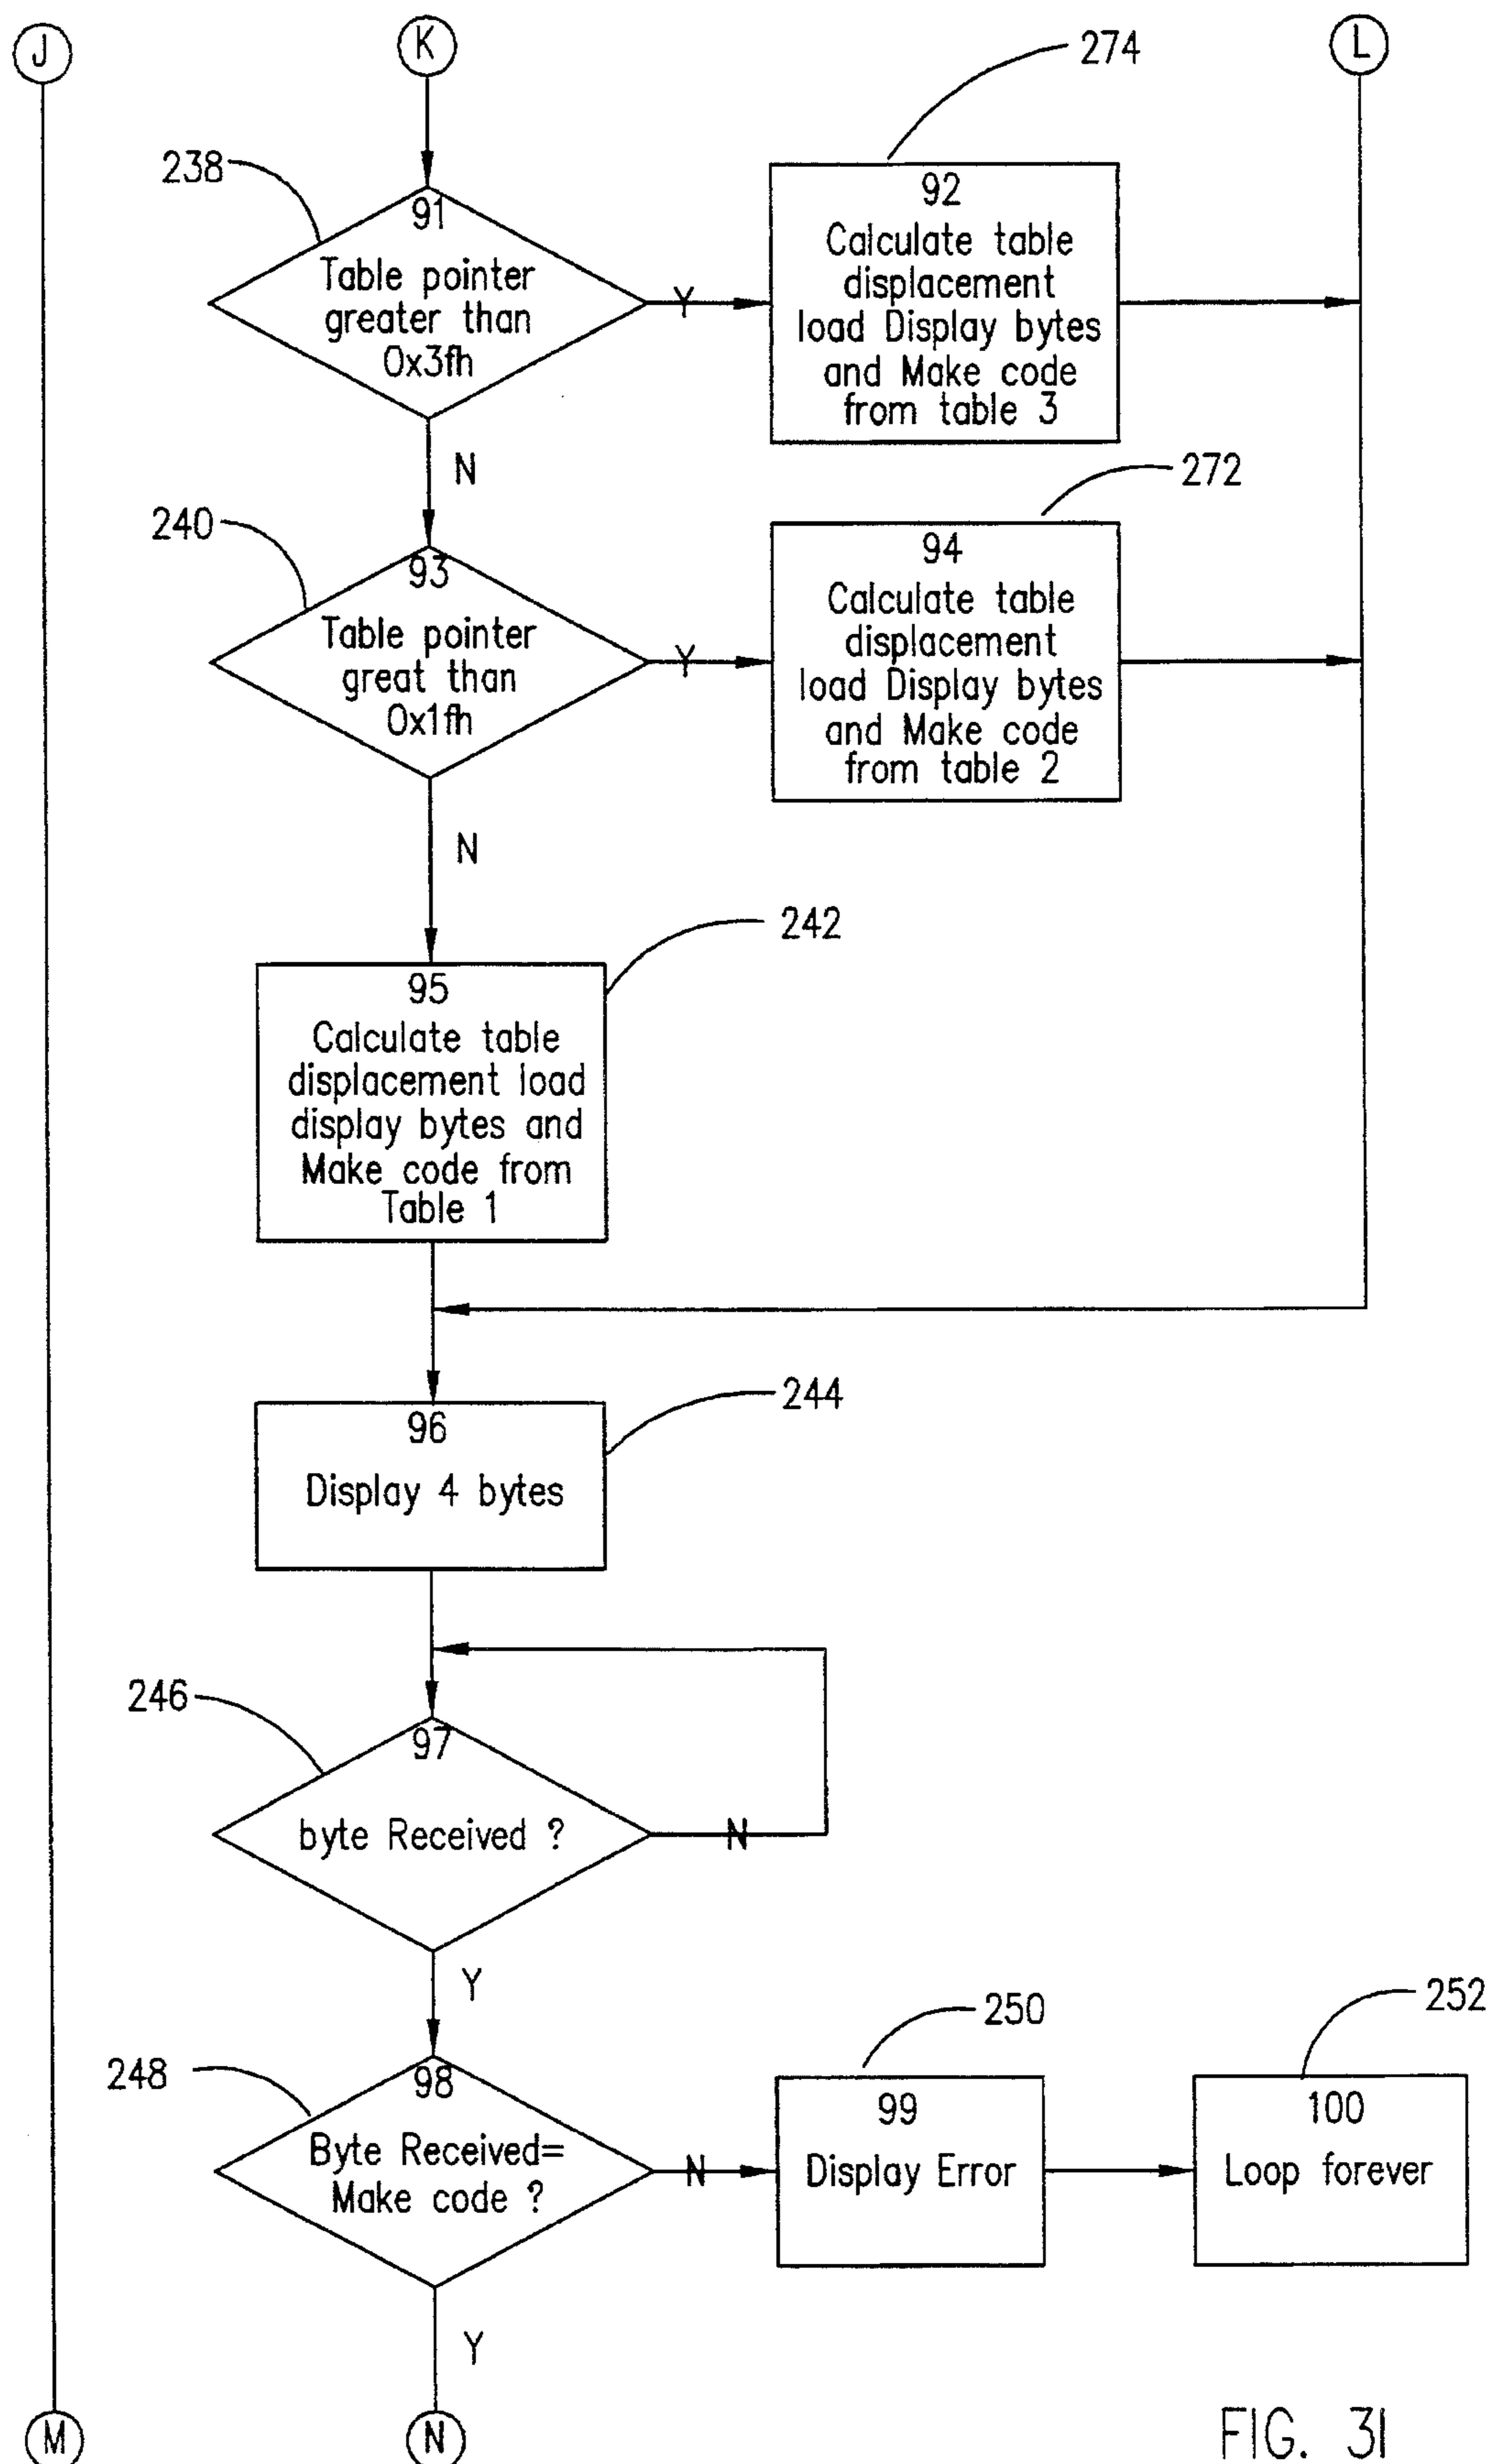 J
K
L
274
238
91
Table pointer
greater than
0x3fh
Y
92
Calculate table
displacement
load Display bytes
and Make code
from table 3
N
272
240
93
Table pointer
great than
0x1fh
Y
94
Calculate table
displacement
load Display bytes
and Make code
from table 2
N
242
95
Calculate table
displacement load
display bytes and
Make code from
Table 1
244
96
Display 4 bytes
246
97
byte Received ?
N
Y
248
98
Byte Received=
Make code ?
N
250
99
Display Error
252
100
Loop forever
Y
M
N
FIG. 3I